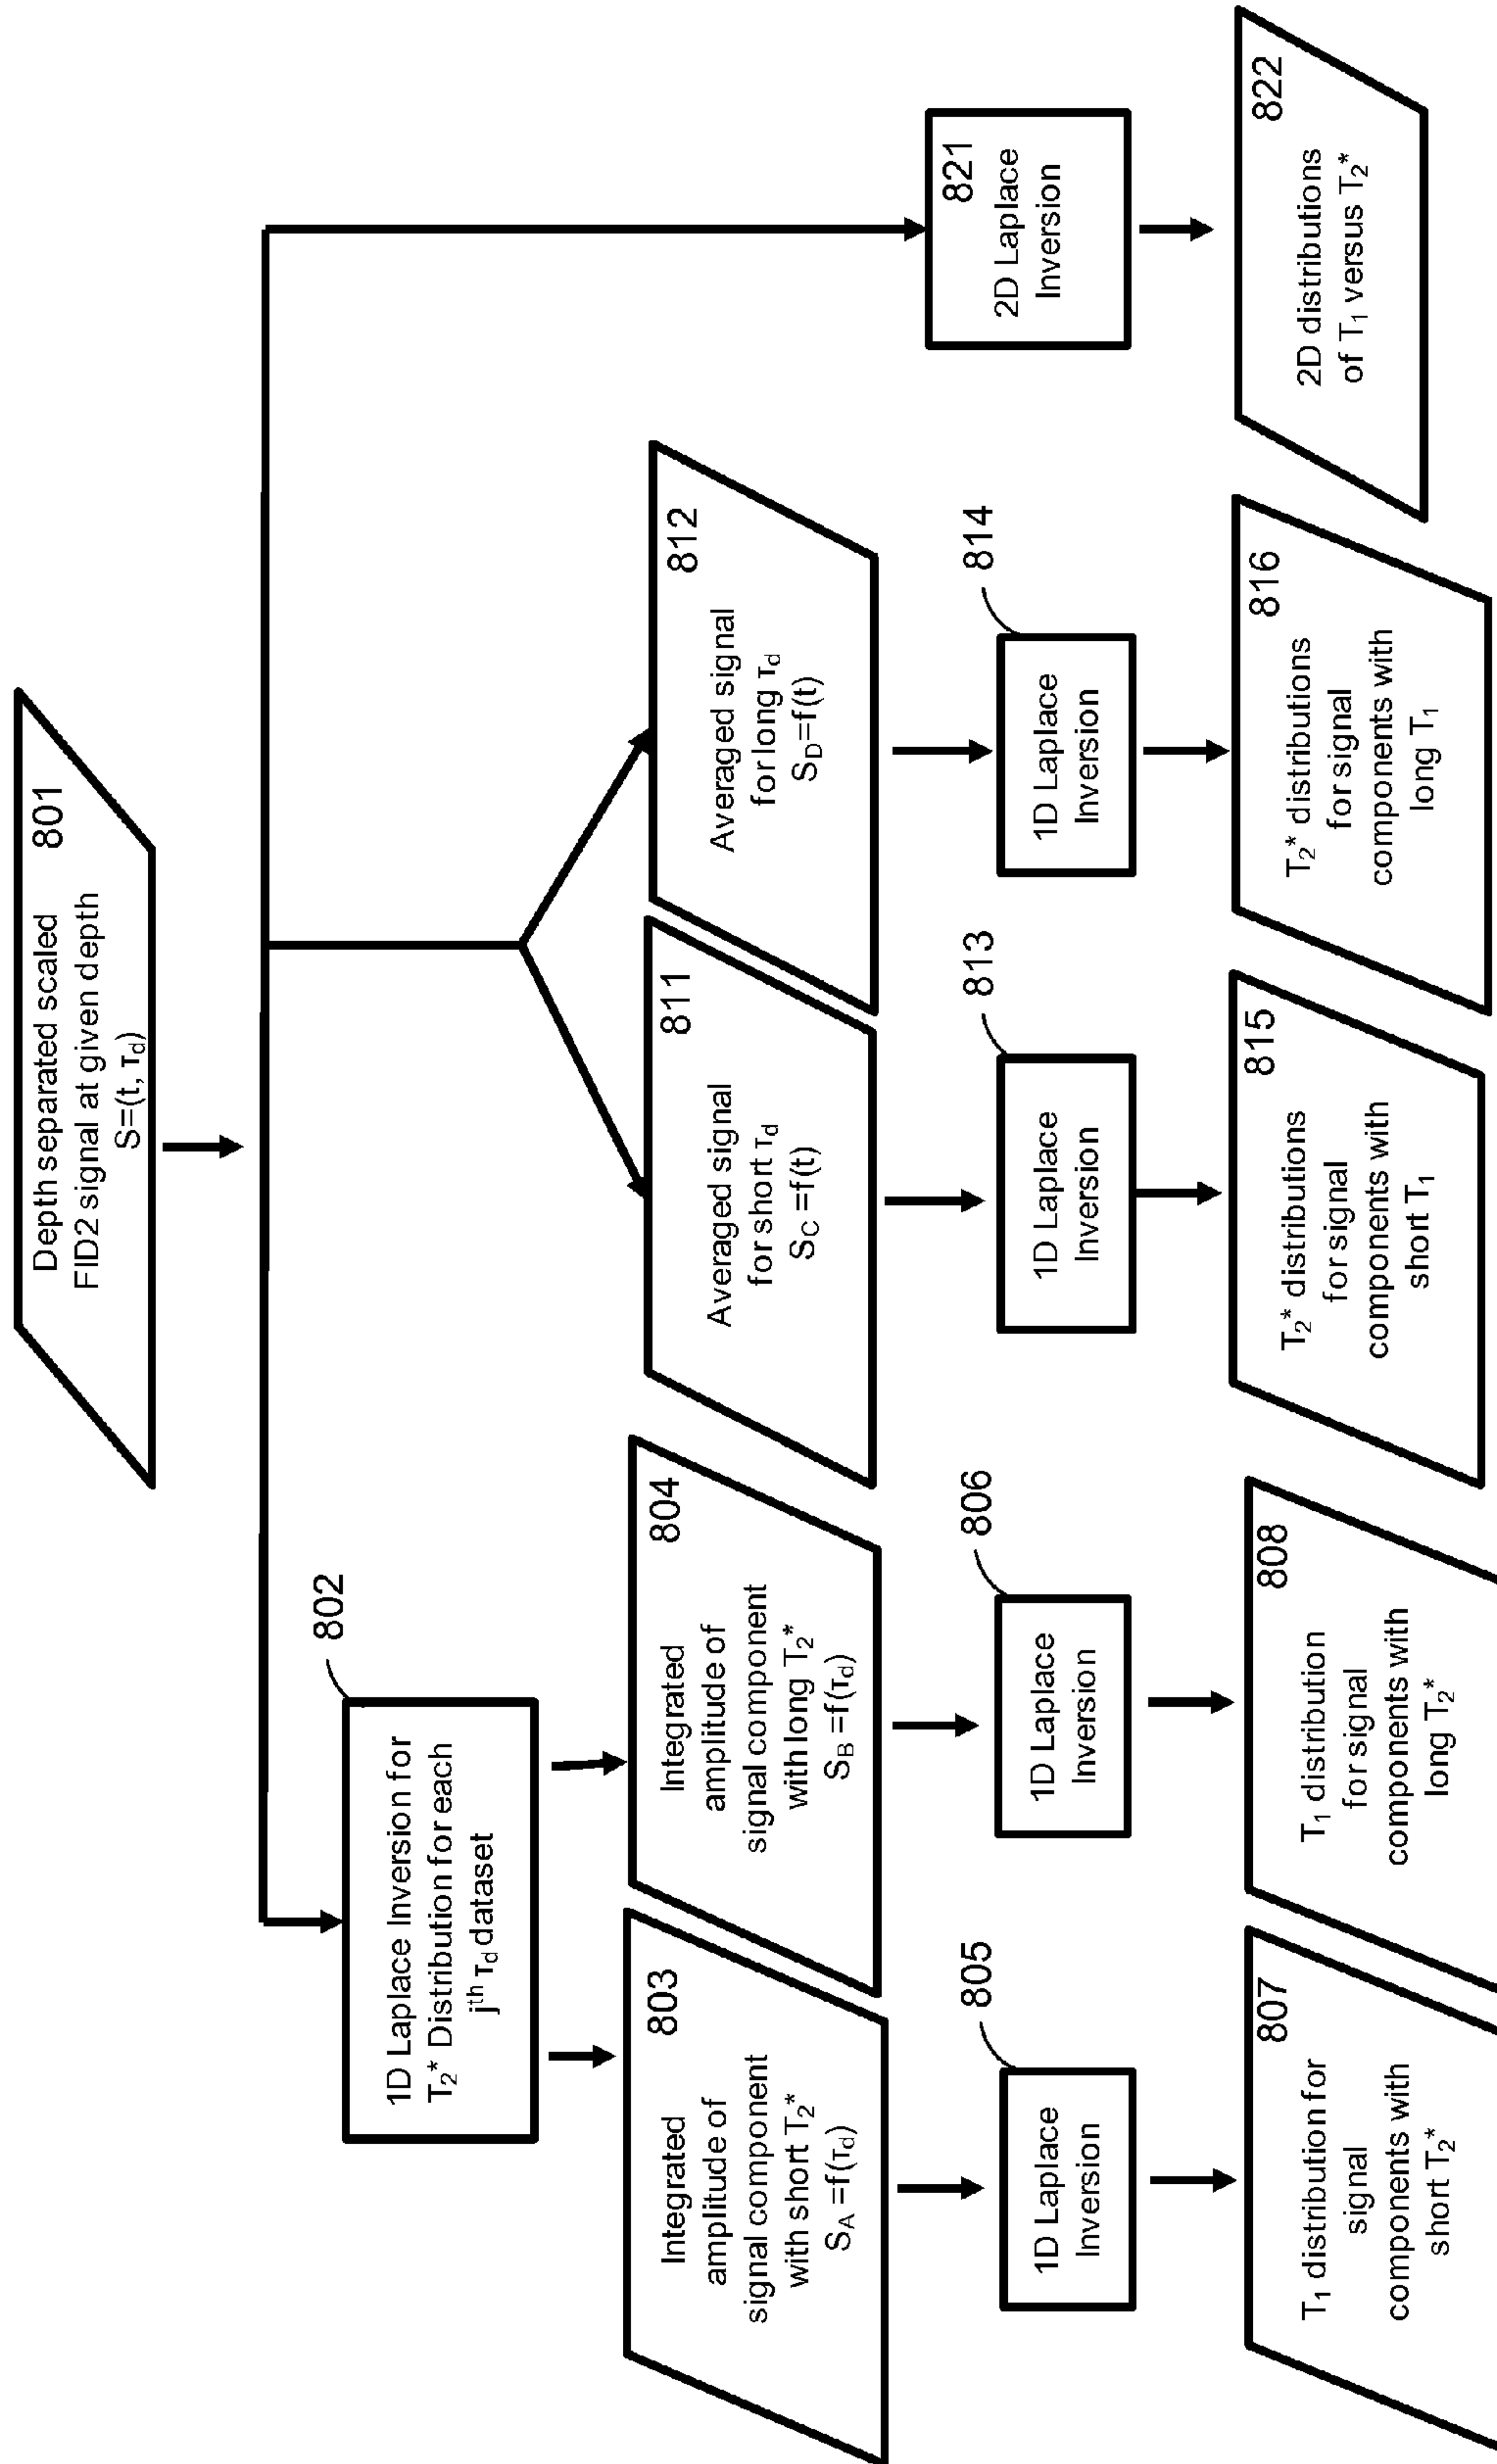 801
Depth separated scaled
FID2 signal at given depth
S=(t, τd)
802
1D Laplace Inversion for
T2* Distribution for each
jth τd dataset
803
Integrated
amplitude of
signal component
with short T2*
SA =f(τd)
804
Integrated
amplitude of
signal component
with long T2*
SB =f(τd)
811
Averaged signal
for short τd
SC =f(t)
812
Averaged signal
for long τd
SD=f(t)
821
2D Laplace
Inversion
805
1D Laplace
Inversion
806
1D Laplace
Inversion
813
1D Laplace
Inversion
814
1D Laplace
Inversion
807
T1 distribution for
signal
components with
short T2*
808
T1 distribution
for signal
components with
long T2*
815
T2* distributions
for signal
components with
short T1
816
T2* distributions
for signal
components with
long T1
822
2D distributions
of T1 versus T2*